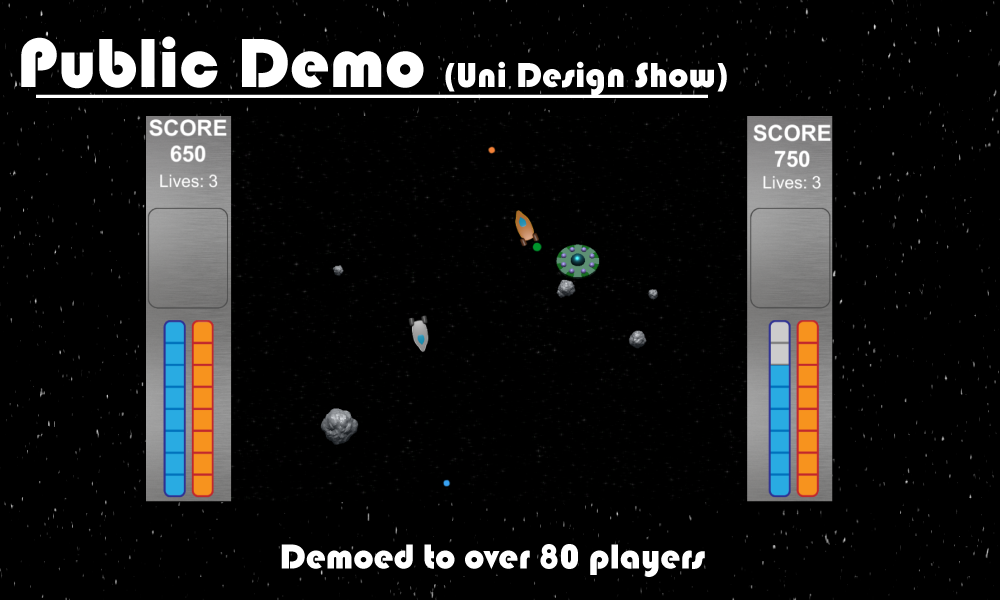 Public Demo (Uni Design Show)
SCORE
650
Lives: 3
SCORE
750
Lives: 3
Demoed to over 80 players